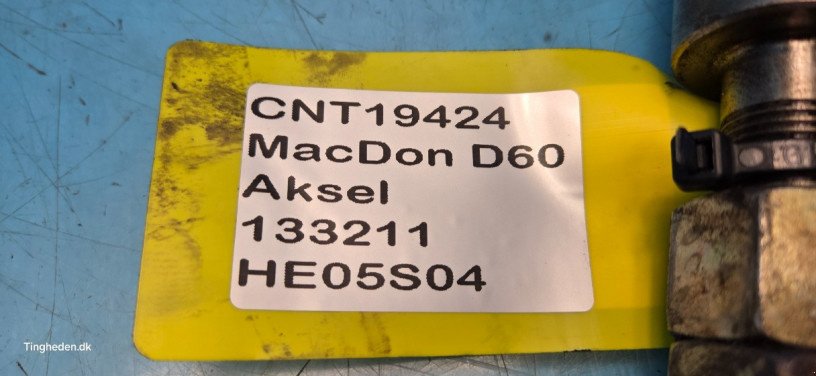 CNT19424
MacDon D60
Aksel
133211
HE05S04
Tingheden.dk